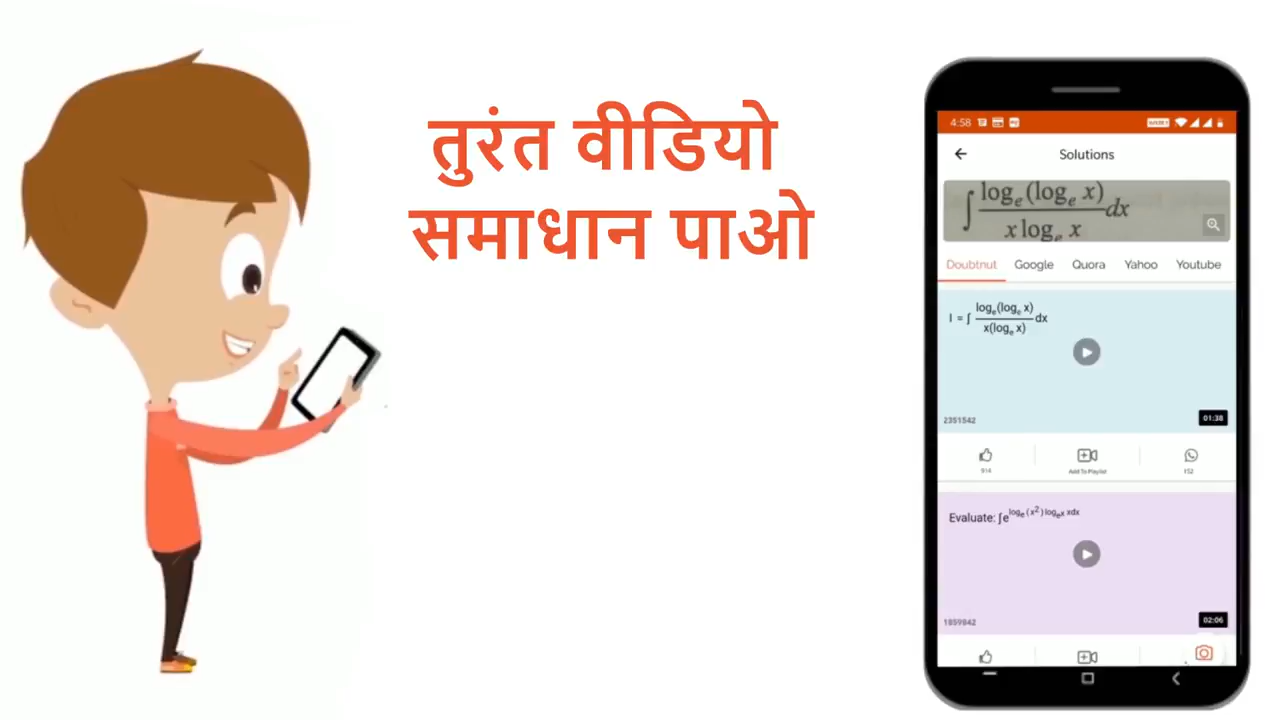 तुरंत वीडियो
समाधान पाओ
4:58
Solutions
∫ logₑ(logₑ x) / x logₑ x dx
Doubtnut Google Quora Yahoo Youtube
I = ∫ logₑ(logₑ x) / x(logₑ x) dx
2351542
01:38
914
Add To Playlist
152
Evaluate: ∫e^logₑ(x²)logₑx xdx
1859842
02:06